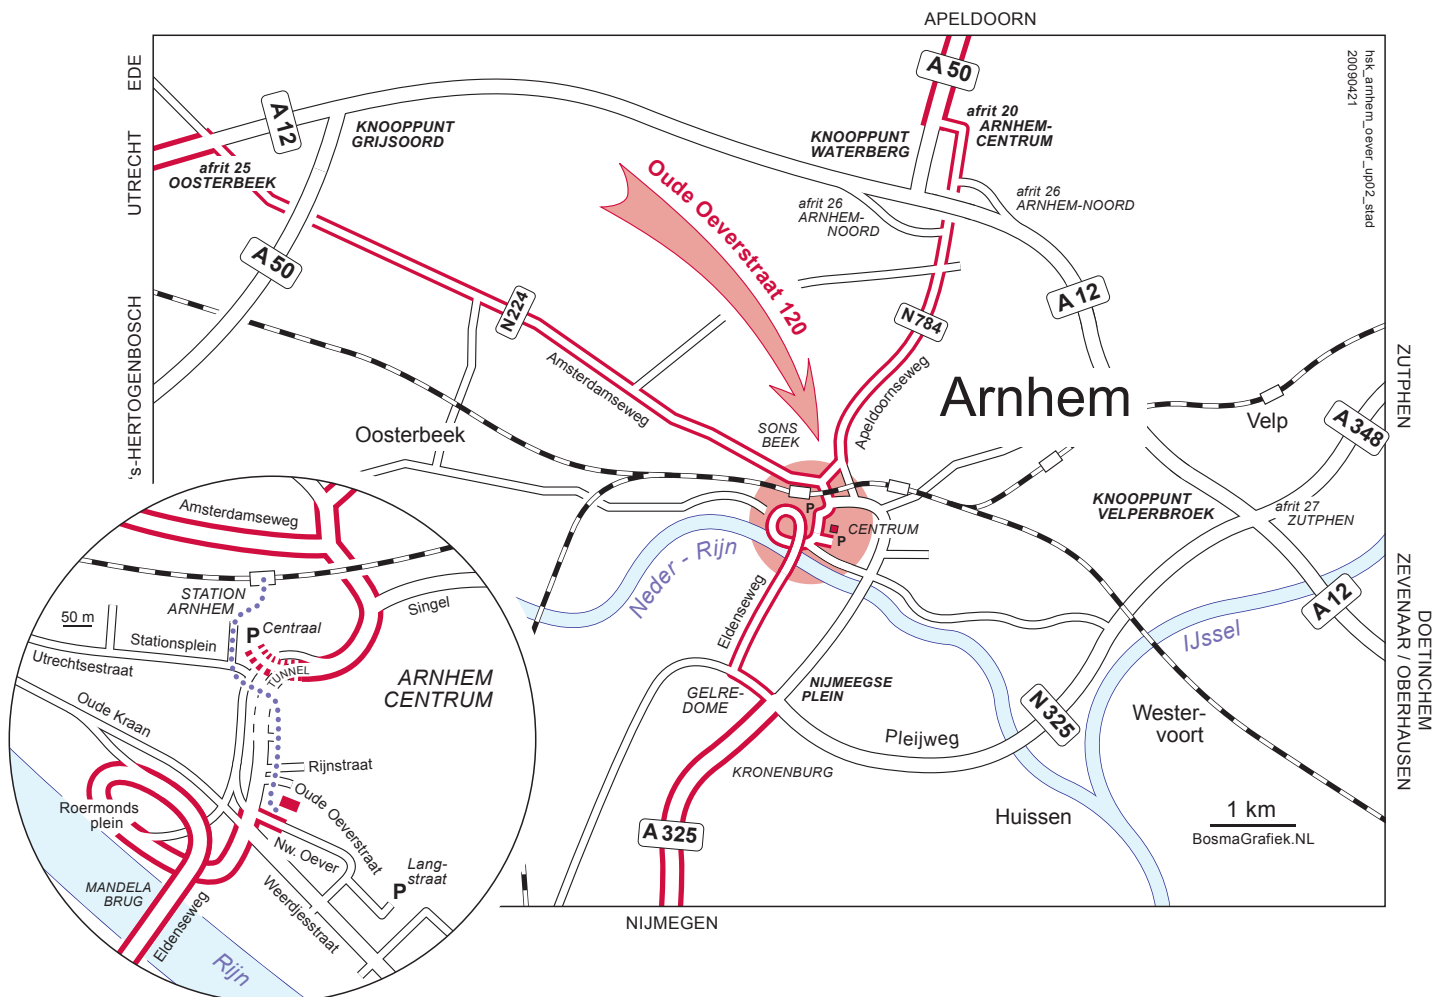 APELDOORN
EDE
UTRECHT
's-HERTOGENBOSCH
ZUTPHEN
ZEVENAAR / OBERHAUSEN
DOETINCHEM
NIJMEGEN
hsk_arnhem_oever_up02_stad
20090421
A 12
KNOOPPUNT
GRIJSOORD
afrit 25
OOSTERBEEK
A 50
A 50
afrit 20
ARNHEM-
CENTRUM
KNOOPPUNT
WATERBERG
afrit 26
ARNHEM-
NOORD
afrit 26
ARNHEM-NOORD
A 12
Oude Oeverstraat 120
N224
N784
Amsterdamseweg
Apeldoornseweg
Arnhem
Oosterbeek
SONS
BEEK
Velp
A 348
KNOOPPUNT
VELPERBROEK
afrit 27
ZUTPHEN
P
CENTRUM
P
Neder - Rijn
Eldenseweg
IJssel
A 12
GELRE-
DOME
NIJMEEGSE
PLEIN
Pleijweg
N 325
Wester-
voort
KRONENBURG
Huissen
A 325
1 km
BosmaGrafiek.NL
Amsterdamseweg
STATION
ARNHEM
Singel
50 m
P
Centraal
Stationsplein
Utrechtsestraat
TUNNEL
ARNHEM
CENTRUM
Oude Kraan
Rijnstraat
Oude Oeverstraat
Roermonds
plein
Nw. Oever
Lang-
straat
P
MANDELA
BRUG
Eldenseweg
Weerdjesstraat
Rijn